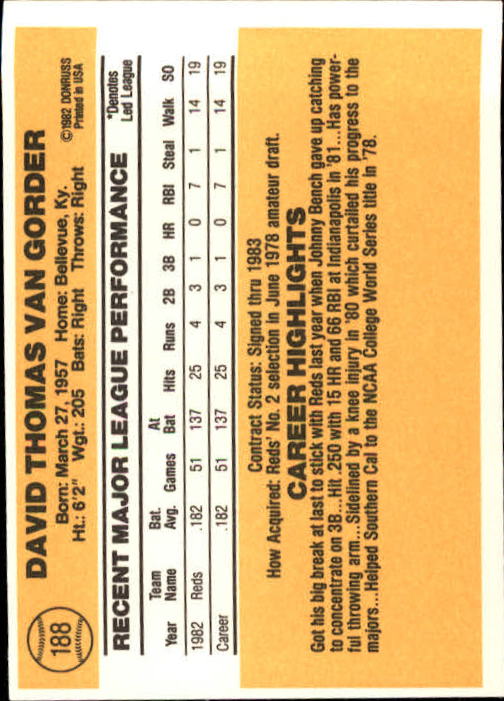 188
DAVID THOMAS VAN GORDER
Born: March 27, 1957 Home: Bellevue, Ky.
Ht.: 6'2" Wgt.: 205 Bats: Right Throws: Right
©1982 DONRUSS
Printed in USA
RECENT MAJOR LEAGUE PERFORMANCE
*Denotes
Led League
Year Team Name Bat. Avg. Games At Bat Hits Runs 2B 3B HR RBI Steal Walk SO
1982 Reds .182 51 137 25 4 3 1 0 7 1 14 19
Career .182 51 137 25 4 3 1 0 7 1 14 19
Contract Status: Signed thru 1983
How Acquired: Reds' No. 2 selection in June 1978 amateur draft.
CAREER HIGHLIGHTS
Got his big break at last to stick with Reds last year when Johnny Bench gave up catching
to concentrate on 3B...Hit .250 with 15 HR and 66 RBI at Indianapolis in '81...Has power-
ful throwing arm...Sidelined by a knee injury in '80 which curtailed his progress to the
majors...Helped Southern Cal to the NCAA College World Series title in '78.